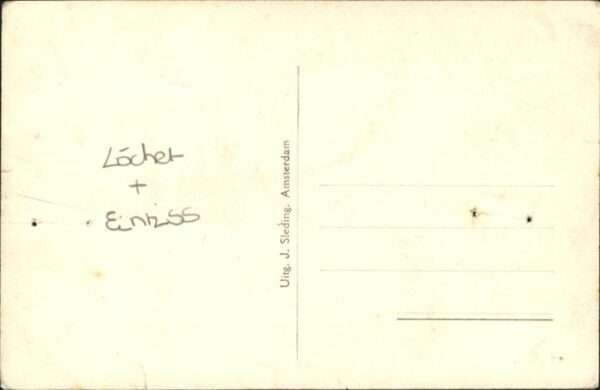 Löcher
+
Einriss
Uitg. J. Sleding, Amsterdam